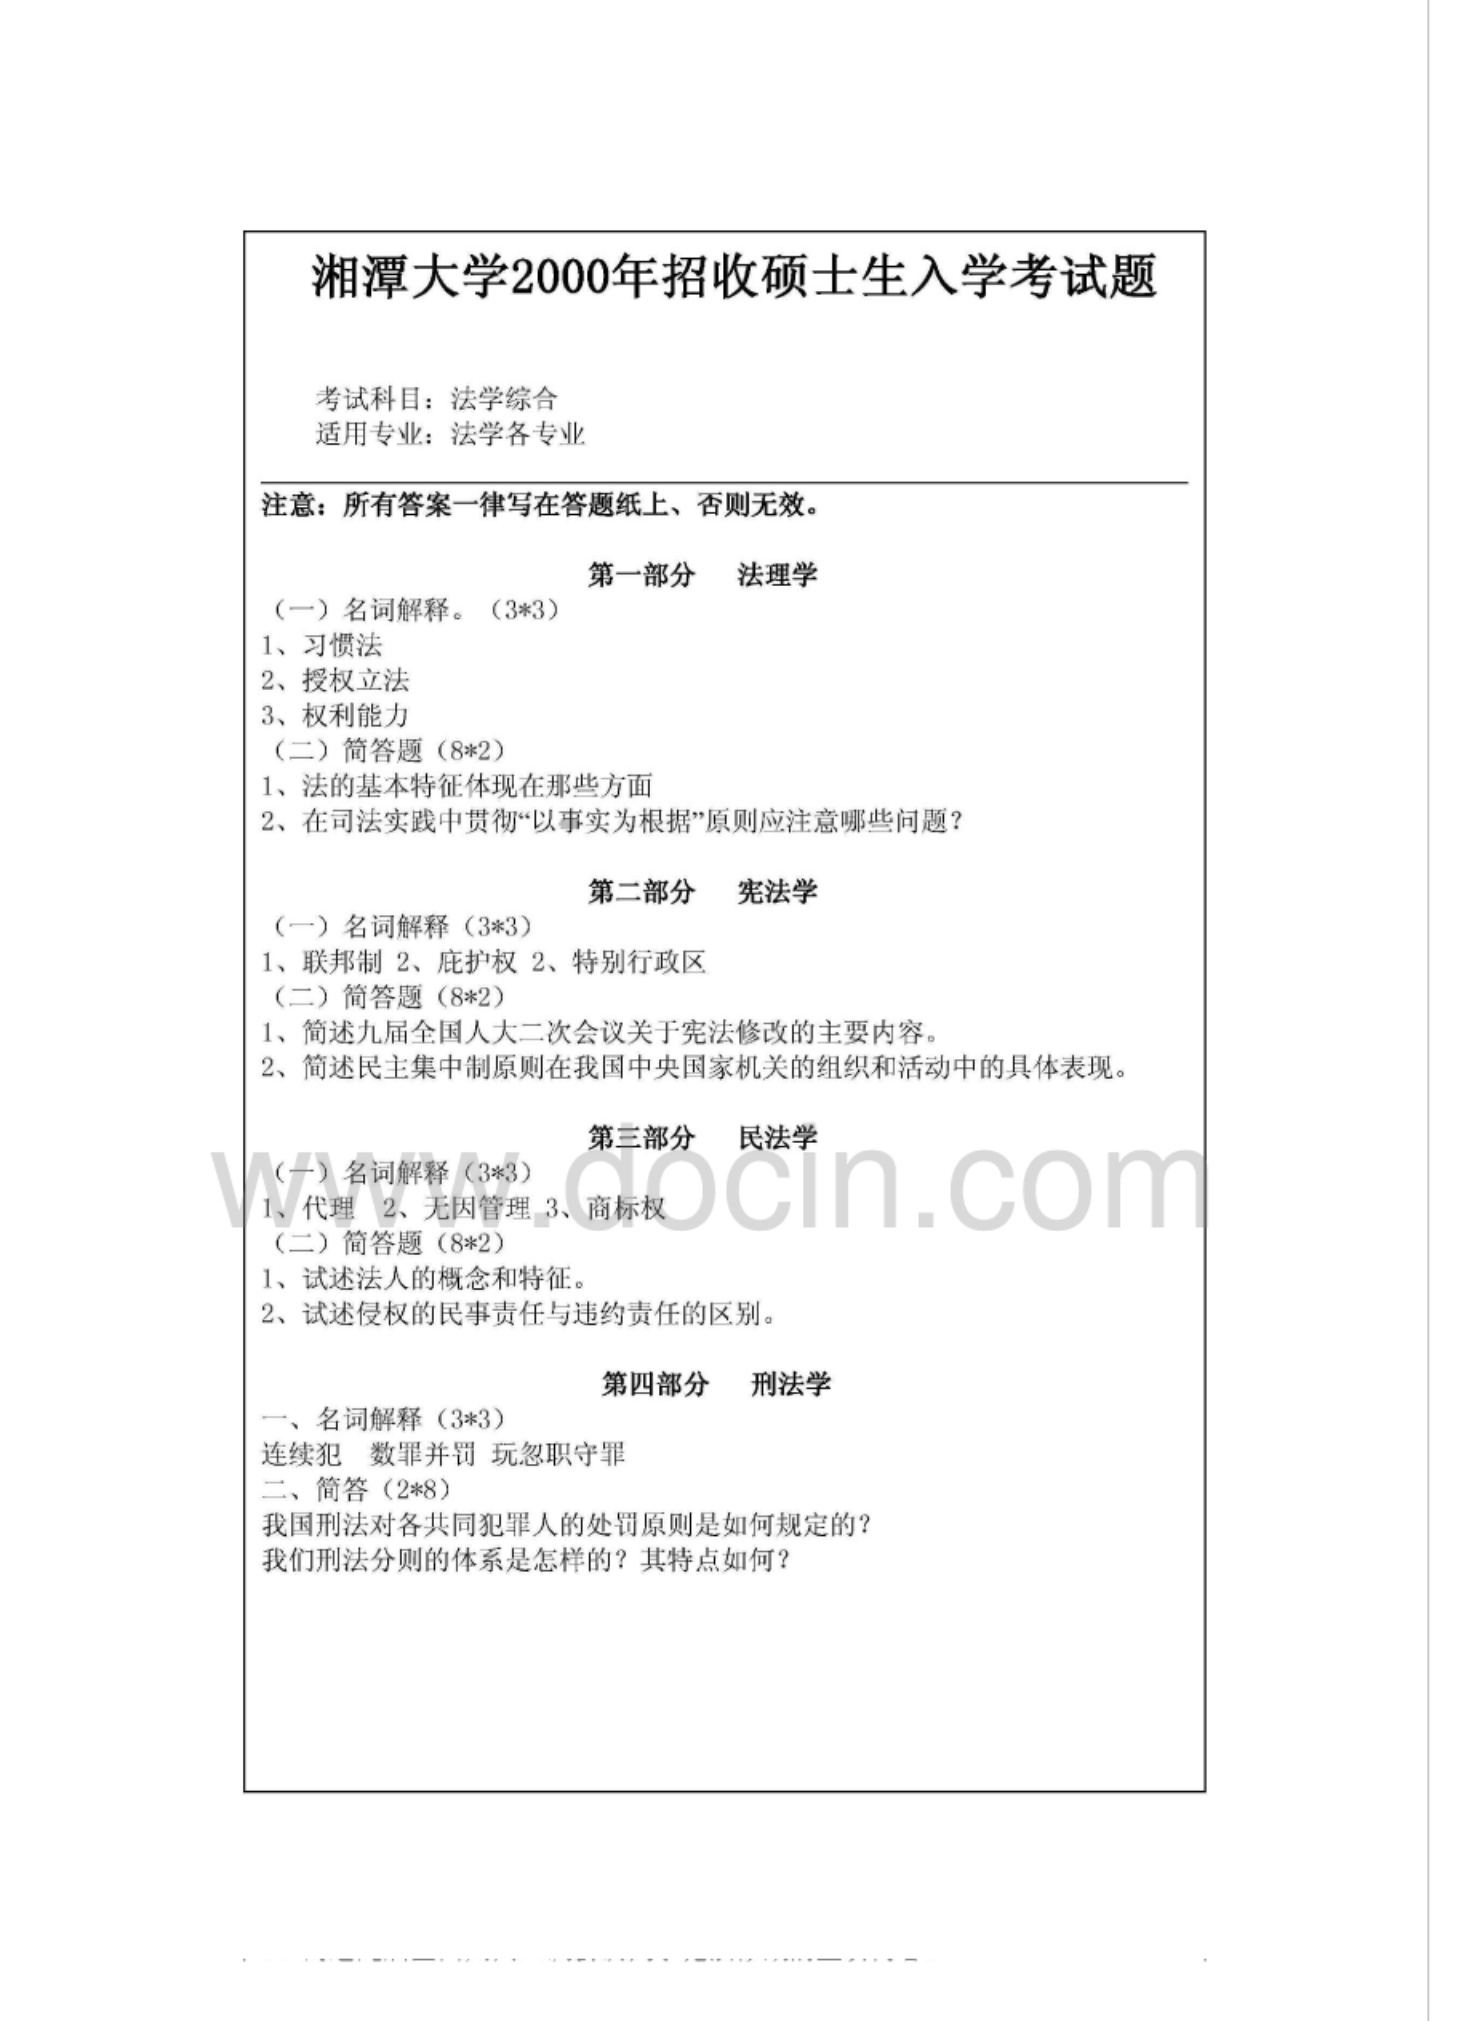 湘潭大学2000年招收硕士生入学考试题
考试科目：法学综合
适用专业：法学各专业
注意：所有答案一律写在答题纸上、否则无效。
第一部分 法理学
（一）名词解释。（3*3）
1、习惯法
2、授权立法
3、权利能力
（二）简答题（8*2）
1、法的基本特征体现在那些方面
2、在司法实践中贯彻“以事实为根据”原则应注意哪些问题？
第二部分 宪法学
（一）名词解释（3*3）
1、联邦制 2、庇护权 2、特别行政区
（二）简答题（8*2）
1、简述九届全国人大二次会议关于宪法修改的主要内容。
2、简述民主集中制原则在我国中央国家机关的组织和活动中的具体表现。
第三部分 民法学
（一）名词解释（3*3）
1、代理 2、无因管理 3、商标权
（二）简答题（8*2）
1、试述法人的概念和特征。
2、试述侵权的民事责任与违约责任的区别。
第四部分 刑法学
一、名词解释（3*3）
连续犯 数罪并罚 玩忽职守罪
二、简答（2*8）
我国刑法对各共同犯罪人的处罚原则是如何规定的？
我们刑法分则的体系是怎样的？其特点如何？
www.docin.com